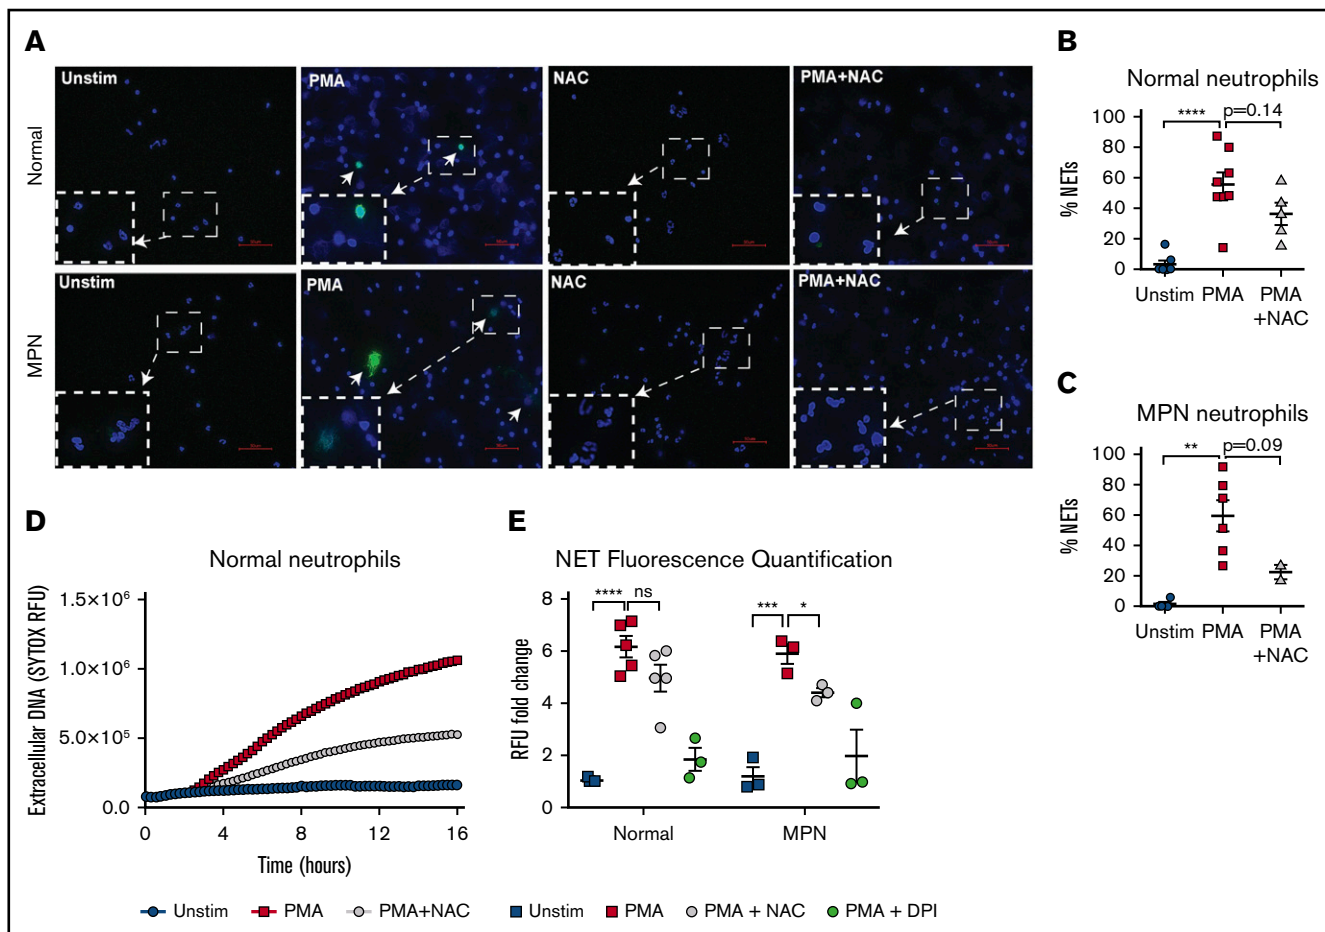 A
Unstim
PMA
NAC
PMA+NAC
Normal
Unstim
PMA
NAC
PMA+NAC
MPN
B
Normal neutrophils
**** p=0.14
% NETs
100
80
60
40
20
0
Unstim PMA PMA
+NAC
C
MPN neutrophils
** p=0.09
% NETs
100
80
60
40
20
0
Unstim PMA PMA
+NAC
D
Normal neutrophils
Extracellular DNA (SYTOX RFU)
1.5×10⁶
1.0×10⁶
5.0×10⁵
0.0
0 4 8 12 16
Time (hours)
Unstim PMA PMA+NAC
E
NET Fluorescence Quantification
**** ns *** *
RFU fold change
8
6
4
2
0
Normal MPN
Unstim PMA PMA + NAC PMA + DPI